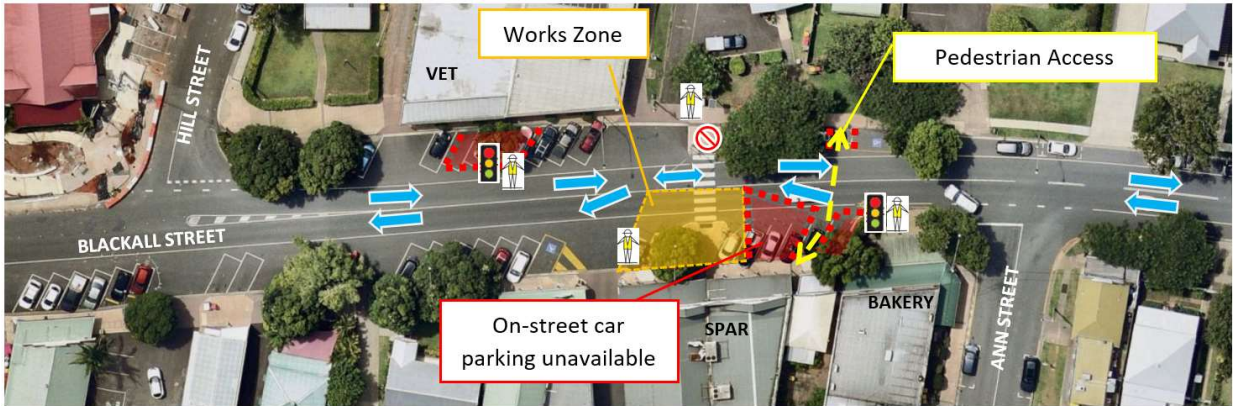 Works Zone
Pedestrian Access
VET
HILL STREET
BLACKALL STREET
On-street car
parking unavailable
SPAR
BAKERY
ANN STREET